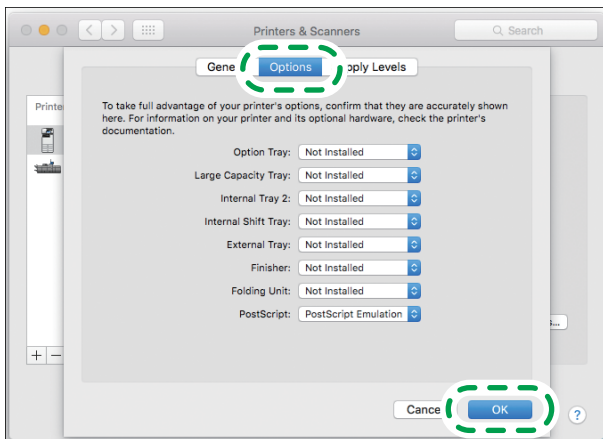 Printers & Scanners
Search
Gene Options pply Levels
Printe
To take full advantage of your printer's options, confirm that they are accurately shown
here. For information on your printer and its optional hardware, check the printer's
documentation.
Option Tray: Not Installed
Large Capacity Tray: Not Installed
Internal Tray 2: Not Installed
Internal Shift Tray: Not Installed
External Tray: Not Installed
Finisher: Not Installed
Folding Unit: Not Installed
PostScript: PostScript Emulation
s...
+ −
Cance OK
?